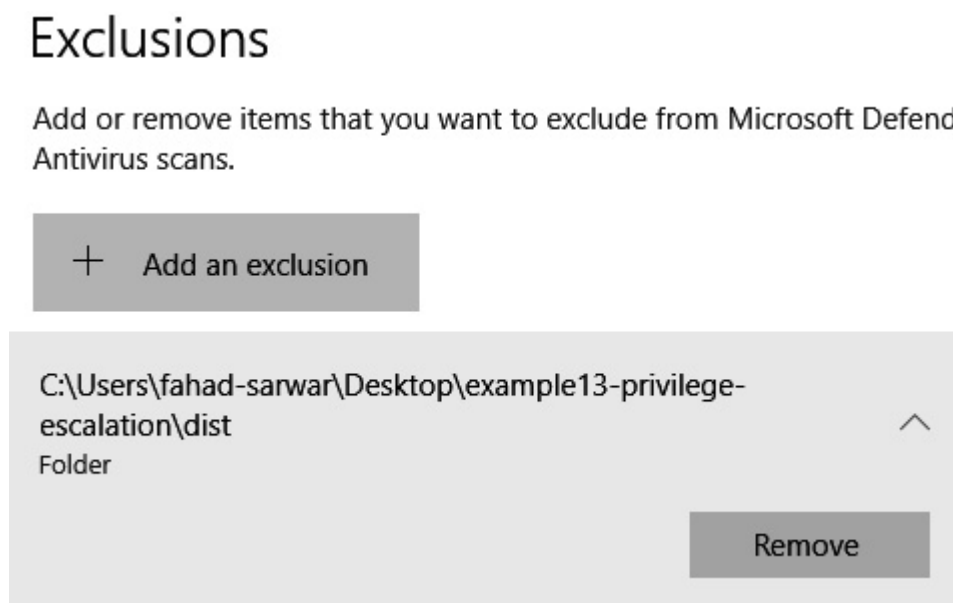 Exclusions
Add or remove items that you want to exclude from Microsoft Defend
Antivirus scans.
+ Add an exclusion
C:\Users\fahad-sarwar\Desktop\example13-privilege-
escalation\dist
Folder
Remove